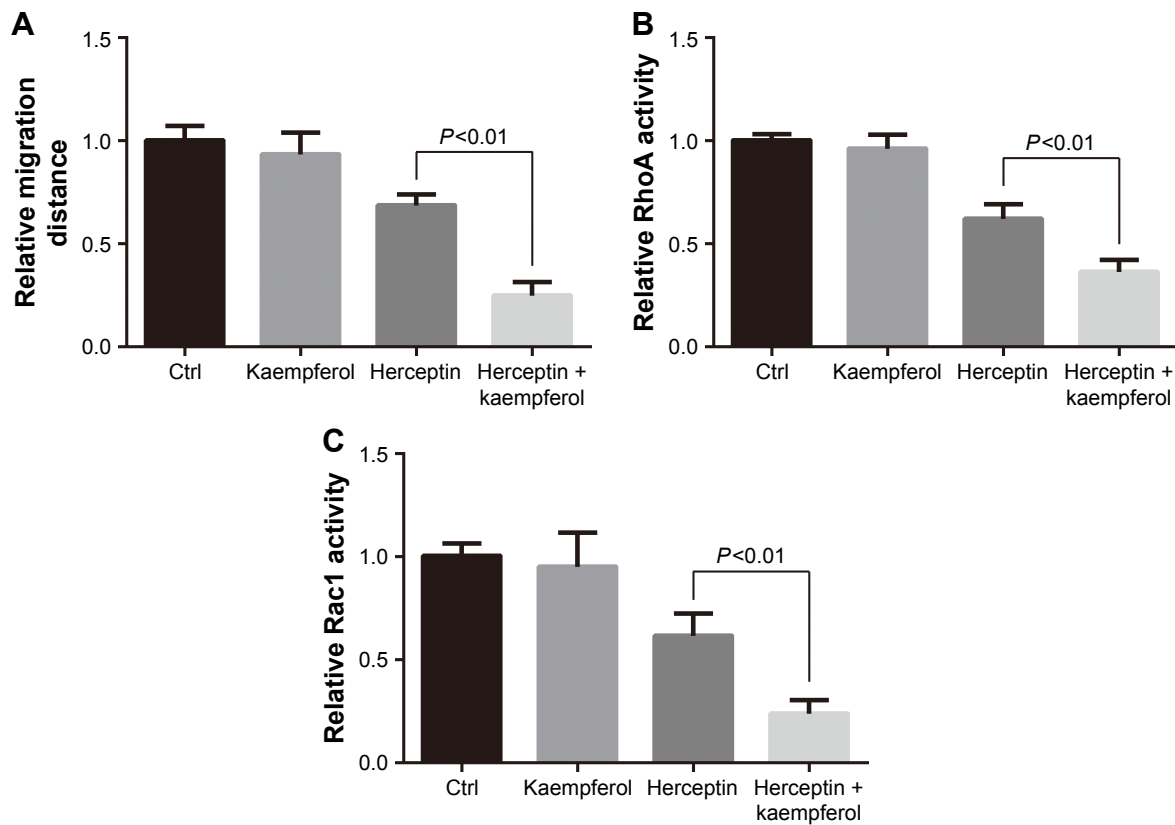 A
Relative migration
distance
1.5
1.0
0.5
0.0
P<0.01
Ctrl
Kaempferol
Herceptin
Herceptin +
kaempferol
B
Relative RhoA activity
1.5
1.0
0.5
0.0
P<0.01
Ctrl
Kaempferol
Herceptin
Herceptin +
kaempferol
C
Relative Rac1 activity
1.5
1.0
0.5
0.0
P<0.01
Ctrl
Kaempferol
Herceptin
Herceptin +
kaempferol